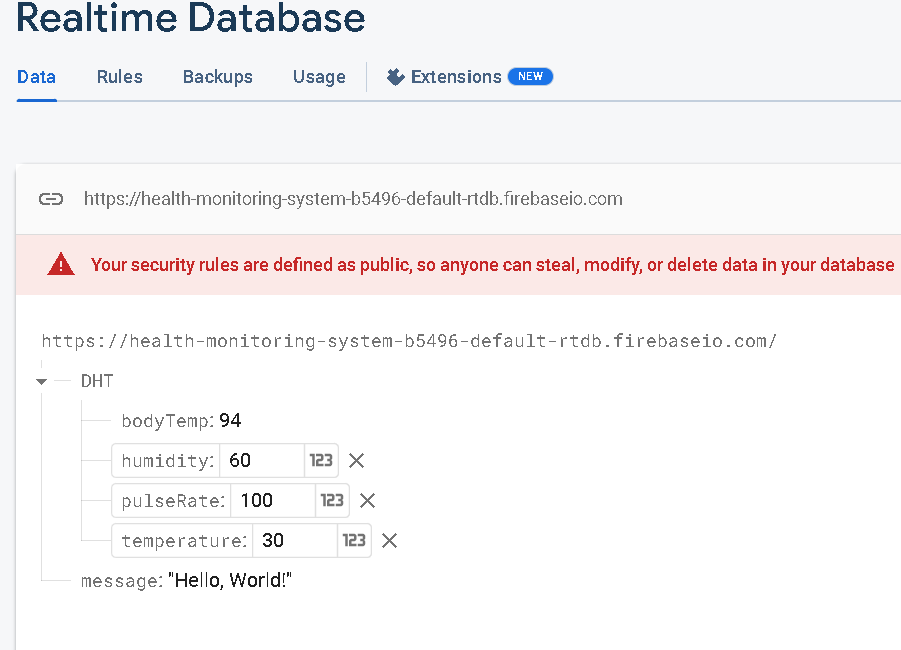 Realtime Database
Data Rules Backups Usage Extensions NEW
https://health-monitoring-system-b5496-default-rtdb.firebaseio.com
Your security rules are defined as public, so anyone can steal, modify, or delete data in your database
https://health-monitoring-system-b5496-default-rtdb.firebaseio.com/
DHT
bodyTemp: 94
humidity: 60 123
pulseRate: 100 123
temperature: 30 123
message: "Hello, World!"